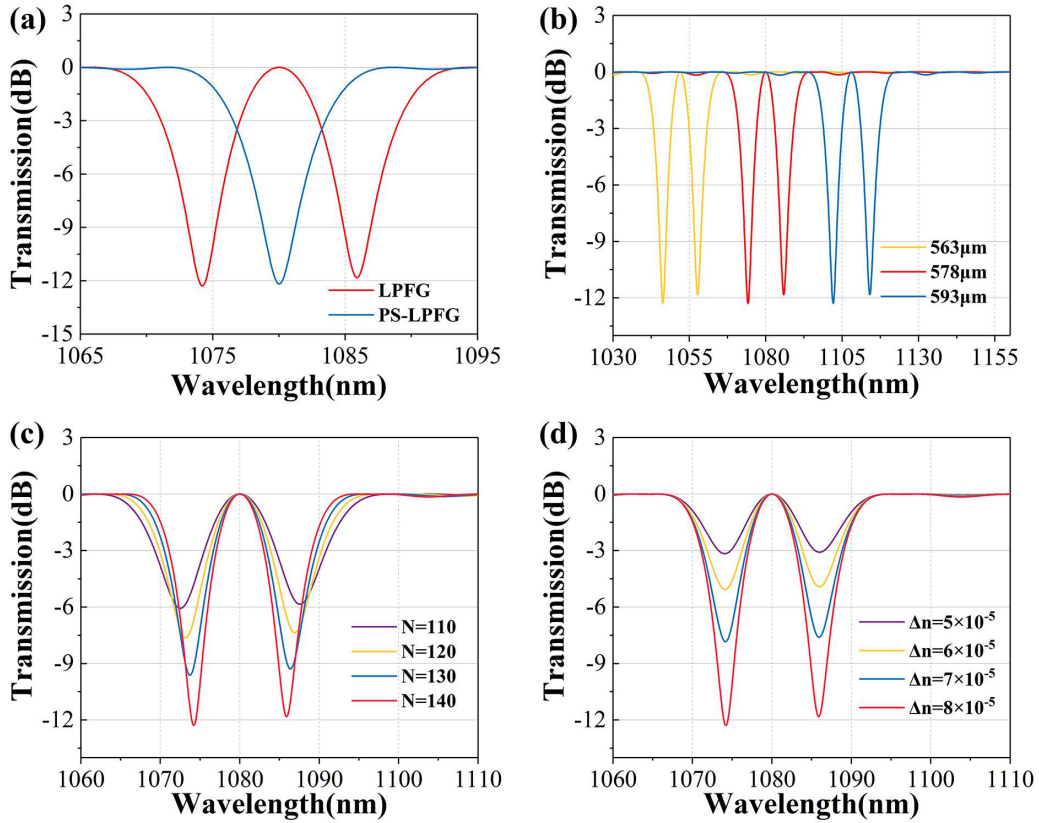 (a)
Transmission(dB)
3
0
-3
-6
-9
-12
-15
1065
1075
1085
1095
Wavelength(nm)
LPFG
PS-LPFG
(b)
Transmission(dB)
3
0
-3
-6
-9
-12
1030
1055
1080
1105
1130
1155
Wavelength(nm)
563μm
578μm
593μm
(c)
Transmission(dB)
3
0
-3
-6
-9
-12
1060
1070
1080
1090
1100
1110
Wavelength(nm)
N=110
N=120
N=130
N=140
(d)
Transmission(dB)
3
0
-3
-6
-9
-12
1060
1070
1080
1090
1100
1110
Wavelength(nm)
Δn=5×10⁻⁵
Δn=6×10⁻⁵
Δn=7×10⁻⁵
Δn=8×10⁻⁵